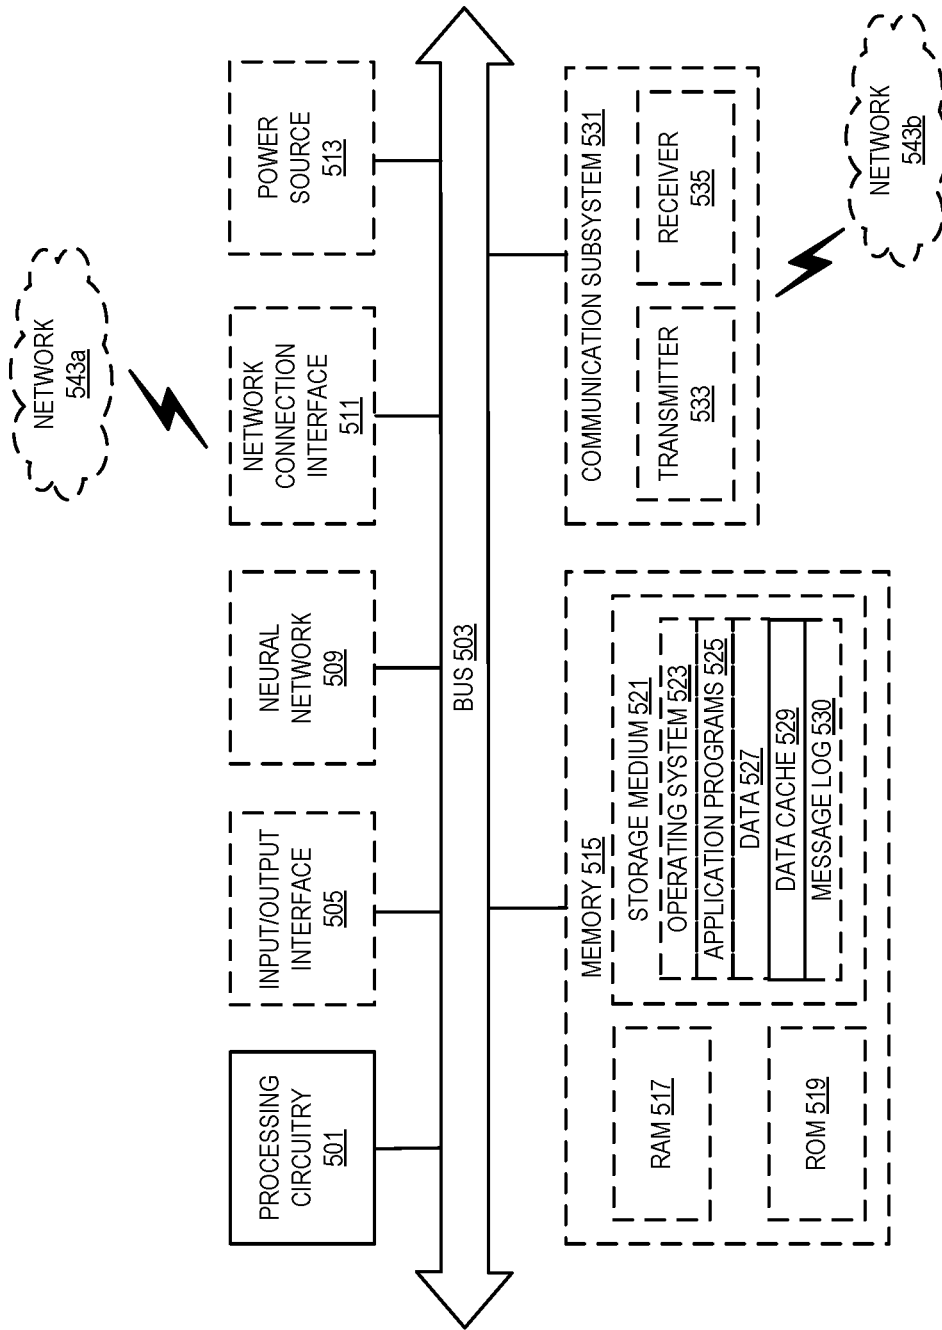 NETWORK
543a
PROCESSING
CIRCUITRY
501
INPUT/OUTPUT
INTERFACE
505
NEURAL
NETWORK
509
NETWORK
CONNECTION
INTERFACE
511
POWER
SOURCE
513
BUS 503
MEMORY 515
RAM 517
ROM 519
STORAGE MEDIUM 521
OPERATING SYSTEM 523
APPLICATION PROGRAMS 525
DATA 527
DATA CACHE 529
MESSAGE LOG 530
COMMUNICATION SUBSYSTEM 531
TRANSMITTER
533
RECEIVER
535
NETWORK
543b